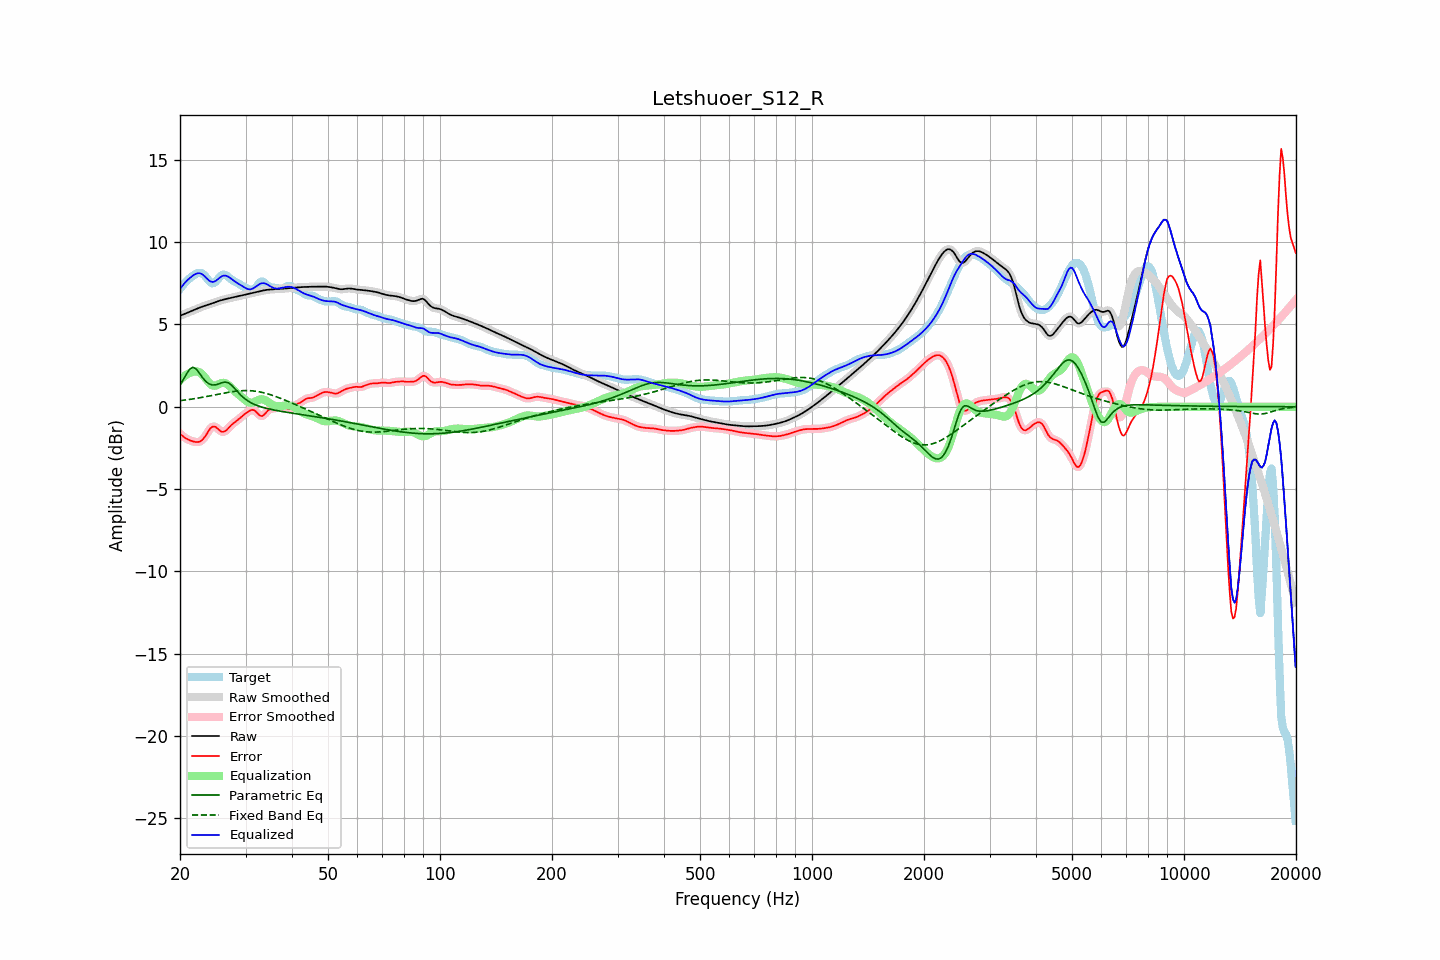 Letshuoer_S12_R
15
10
5
0
−5
−10
−15
−20
−25
Amplitude (dBr)
Target
Raw Smoothed
Error Smoothed
Raw
Error
Equalization
Parametric Eq
Fixed Band Eq
Equalized
20 50 100 200 500 1000 2000 5000 10000 20000
Frequency (Hz)